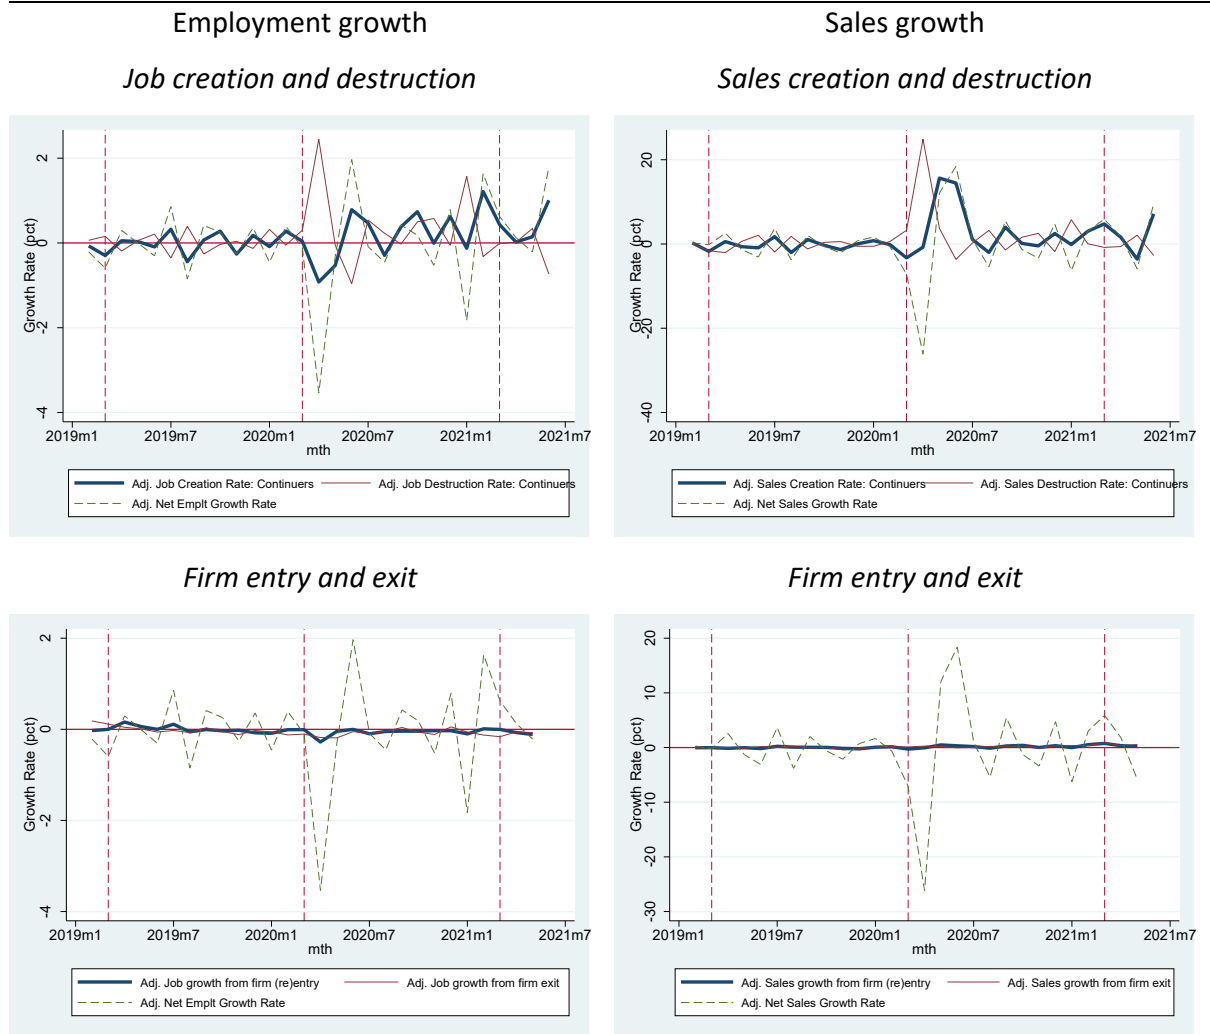 Employment growth
Sales growth
Job creation and destruction
Sales creation and destruction
Growth Rate (pct)
2
0
-2
-4
2019m1 2019m7 2020m1 2020m7 2021m1 2021m7
mth
Adj. Job Creation Rate: Continuers
Adj. Job Destruction Rate: Continuers
Adj. Net Emplt Growth Rate
Growth Rate (pct)
20
0
-20
-40
2019m1 2019m7 2020m1 2020m7 2021m1 2021m7
mth
Adj. Sales Creation Rate: Continuers
Adj. Sales Destruction Rate: Continuers
Adj. Net Sales Growth Rate
Firm entry and exit
Firm entry and exit
Growth Rate (pct)
2
0
-2
-4
2019m1 2019m7 2020m1 2020m7 2021m1 2021m7
mth
Adj. Job growth from firm (re)entry
Adj. Job growth from firm exit
Adj. Net Emplt Growth Rate
Growth Rate (pct)
20
10
0
-10
-20
-30
2019m1 2019m7 2020m1 2020m7 2021m1 2021m7
mth
Adj. Sales growth from firm (re)entry
Adj. Sales growth from firm exit
Adj. Net Sales Growth Rate